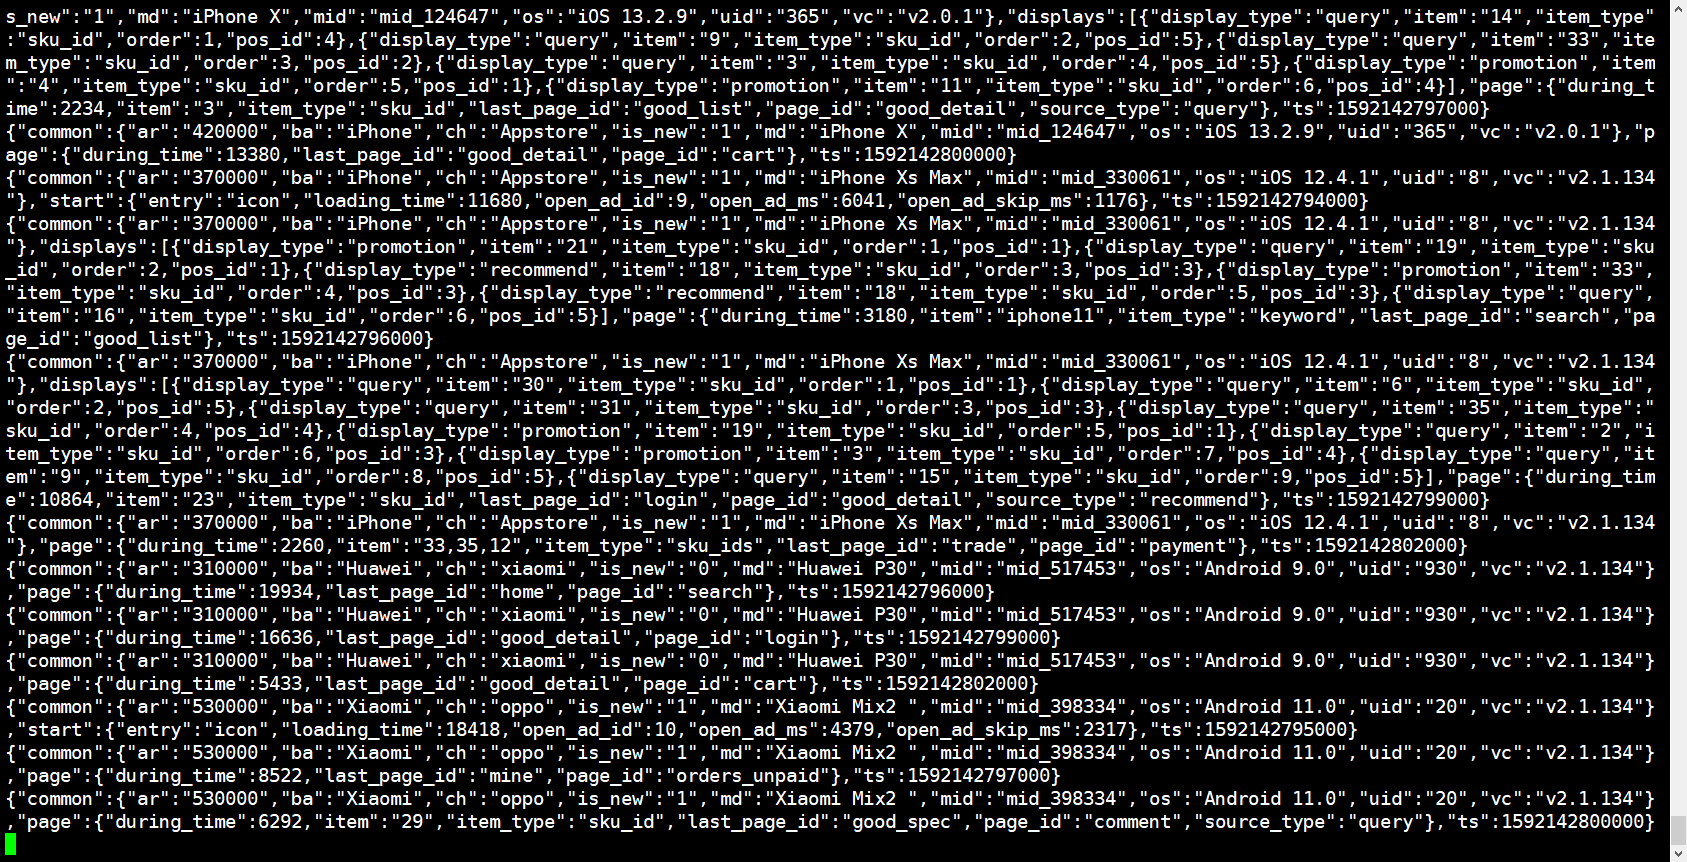 s_new":"1","md":"iPhone X","mid":"mid_124647","os":"iOS 13.2.9","uid":"365","vc":"v2.0.1"},"displays":[{"display_type":"query","item":"14","item_type"
:"sku_id","order":1,"pos_id":4},{"display_type":"query","item":"9","item_type":"sku_id","order":2,"pos_id":5},{"display_type":"query","item":"33","ite
m_type":"sku_id","order":3,"pos_id":2},{"display_type":"query","item":"3","item_type":"sku_id","order":4,"pos_id":5},{"display_type":"promotion","item
":"4","item_type":"sku_id","order":5,"pos_id":1},{"display_type":"promotion","item":"11","item_type":"sku_id","order":6,"pos_id":4}],"page":{"during_t
ime":2234,"item":"3","item_type":"sku_id","last_page_id":"good_list","page_id":"good_detail","source_type":"query"},"ts":1592142797000}
{"common":{"ar":"420000","ba":"iPhone","ch":"Appstore","is_new":"1","md":"iPhone X","mid":"mid_124647","os":"iOS 13.2.9","uid":"365","vc":"v2.0.1"},"p
age":{"during_time":13380,"last_page_id":"good_detail","page_id":"cart"},"ts":1592142800000}
{"common":{"ar":"370000","ba":"iPhone","ch":"Appstore","is_new":"1","md":"iPhone Xs Max","mid":"mid_330061","os":"iOS 12.4.1","uid":"8","vc":"v2.1.134
"},"start":{"entry":"icon","loading_time":11680,"open_ad_id":9,"open_ad_ms":6041,"open_ad_skip_ms":1176},"ts":1592142794000}
{"common":{"ar":"370000","ba":"iPhone","ch":"Appstore","is_new":"1","md":"iPhone Xs Max","mid":"mid_330061","os":"iOS 12.4.1","uid":"8","vc":"v2.1.134
"},"displays":[{"display_type":"promotion","item":"21","item_type":"sku_id","order":1,"pos_id":1},{"display_type":"query","item":"19","item_type":"sku
_id","order":2,"pos_id":1},{"display_type":"recommend","item":"18","item_type":"sku_id","order":3,"pos_id":3},{"display_type":"promotion","item":"33",
"item_type":"sku_id","order":4,"pos_id":3},{"display_type":"recommend","item":"18","item_type":"sku_id","order":5,"pos_id":3},{"display_type":"query",
"item":"16","item_type":"sku_id","order":6,"pos_id":5}],"page":{"during_time":3180,"item":"iphone11","item_type":"keyword","last_page_id":"search","pa
ge_id":"good_list"},"ts":1592142796000}
{"common":{"ar":"370000","ba":"iPhone","ch":"Appstore","is_new":"1","md":"iPhone Xs Max","mid":"mid_330061","os":"iOS 12.4.1","uid":"8","vc":"v2.1.134
"},"displays":[{"display_type":"query","item":"30","item_type":"sku_id","order":1,"pos_id":1},{"display_type":"query","item":"6","item_type":"sku_id",
"order":2,"pos_id":5},{"display_type":"query","item":"31","item_type":"sku_id","order":3,"pos_id":3},{"display_type":"query","item":"35","item_type":"
sku_id","order":4,"pos_id":4},{"display_type":"promotion","item":"19","item_type":"sku_id","order":5,"pos_id":1},{"display_type":"query","item":"2","i
tem_type":"sku_id","order":6,"pos_id":3},{"display_type":"promotion","item":"3","item_type":"sku_id","order":7,"pos_id":4},{"display_type":"query","it
em":"9","item_type":"sku_id","order":8,"pos_id":5},{"display_type":"query","item":"15","item_type":"sku_id","order":9,"pos_id":5}],"page":{"during_tim
e":10864,"item":"23","item_type":"sku_id","last_page_id":"login","page_id":"good_detail","source_type":"recommend"},"ts":1592142799000}
{"common":{"ar":"370000","ba":"iPhone","ch":"Appstore","is_new":"1","md":"iPhone Xs Max","mid":"mid_330061","os":"iOS 12.4.1","uid":"8","vc":"v2.1.134
"},"page":{"during_time":2260,"item":"33,35,12","item_type":"sku_ids","last_page_id":"trade","page_id":"payment"},"ts":1592142802000}
{"common":{"ar":"310000","ba":"Huawei","ch":"xiaomi","is_new":"0","md":"Huawei P30","mid":"mid_517453","os":"Android 9.0","uid":"930","vc":"v2.1.134"}
,"page":{"during_time":19934,"last_page_id":"home","page_id":"search"},"ts":1592142796000}
{"common":{"ar":"310000","ba":"Huawei","ch":"xiaomi","is_new":"0","md":"Huawei P30","mid":"mid_517453","os":"Android 9.0","uid":"930","vc":"v2.1.134"}
,"page":{"during_time":16636,"last_page_id":"good_detail","page_id":"login"},"ts":1592142799000}
{"common":{"ar":"310000","ba":"Huawei","ch":"xiaomi","is_new":"0","md":"Huawei P30","mid":"mid_517453","os":"Android 9.0","uid":"930","vc":"v2.1.134"}
,"page":{"during_time":5433,"last_page_id":"good_detail","page_id":"cart"},"ts":1592142802000}
{"common":{"ar":"530000","ba":"Xiaomi","ch":"oppo","is_new":"1","md":"Xiaomi Mix2 ","mid":"mid_398334","os":"Android 11.0","uid":"20","vc":"v2.1.134"}
,"start":{"entry":"icon","loading_time":18418,"open_ad_id":10,"open_ad_ms":4379,"open_ad_skip_ms":2317},"ts":1592142795000}
{"common":{"ar":"530000","ba":"Xiaomi","ch":"oppo","is_new":"1","md":"Xiaomi Mix2 ","mid":"mid_398334","os":"Android 11.0","uid":"20","vc":"v2.1.134"}
,"page":{"during_time":8522,"last_page_id":"mine","page_id":"orders_unpaid"},"ts":1592142797000}
{"common":{"ar":"530000","ba":"Xiaomi","ch":"oppo","is_new":"1","md":"Xiaomi Mix2 ","mid":"mid_398334","os":"Android 11.0","uid":"20","vc":"v2.1.134"}
,"page":{"during_time":6292,"item":"29","item_type":"sku_id","last_page_id":"good_spec","page_id":"comment","source_type":"query"},"ts":1592142800000}